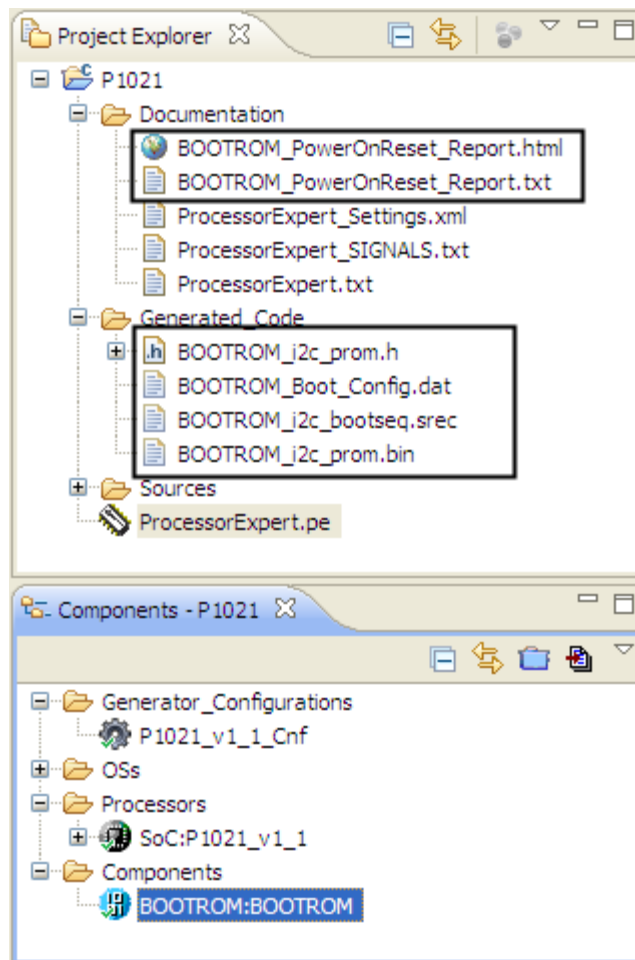 Project Explorer
P1021
Documentation
BOOTROM_PowerOnReset_Report.html
BOOTROM_PowerOnReset_Report.txt
ProcessorExpert_Settings.xml
ProcessorExpert_SIGNALS.txt
ProcessorExpert.txt
Generated_Code
BOOTROM_i2c_prom.h
BOOTROM_Boot_Config.dat
BOOTROM_i2c_bootseq.srec
BOOTROM_i2c_prom.bin
Sources
ProcessorExpert.pe
Components - P1021
Generator_Configurations
P1021_v1_1_Cnf
OSs
Processors
SoC:P1021_v1_1
Components
BOOTROM:BOOTROM